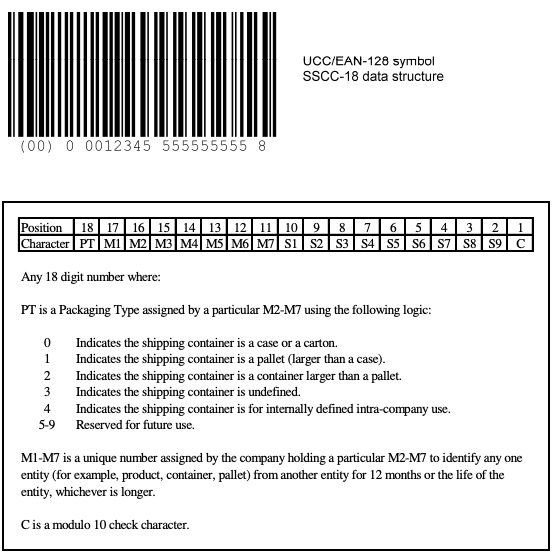 UCC/EAN-128 symbol
SSCC-18 data structure
(00) 0 0012345 555555555 8
Position 18 17 16 15 14 13 12 11 10 9 8 7 6 5 4 3 2 1
Character PT M1 M2 M3 M4 M5 M6 M7 S1 S2 S3 S4 S5 S6 S7 S8 S9 C
Any 18 digit number where:
PT is a Packaging Type assigned by a particular M2-M7 using the following logic:
0 Indicates the shipping container is a case or a carton.
1 Indicates the shipping container is a pallet (larger than a case).
2 Indicates the shipping container is a container larger than a pallet.
3 Indicates the shipping container is undefined.
4 Indicates the shipping container is for internally defined intra-company use.
5-9 Reserved for future use.
M1-M7 is a unique number assigned by the company holding a particular M2-M7 to identify any one
entity (for example, product, container, pallet) from another entity for 12 months or the life of the
entity, whichever is longer.
C is a modulo 10 check character.